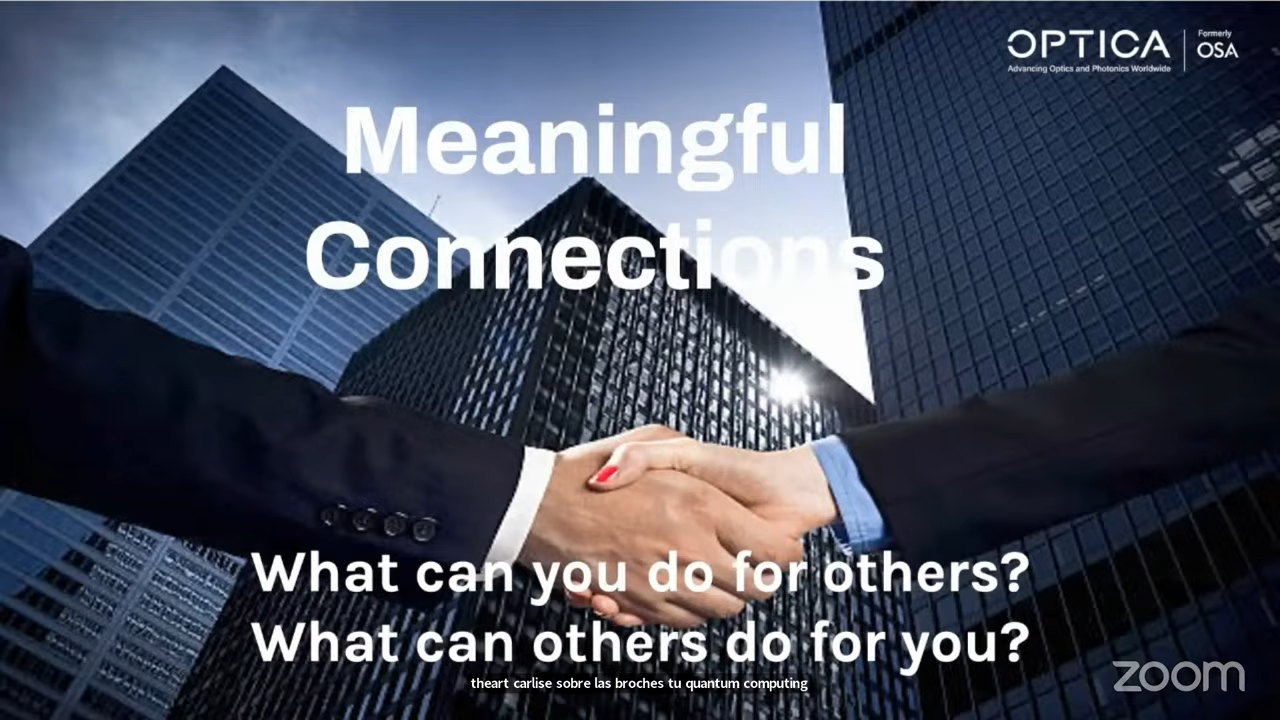 OPTICA
Formerly
OSA
Advancing Optics and Photonics Worldwide
Meaningful
Connections
What can you do for others?
What can others do for you?
theart carlise sobre las broches tu quantum computing
zoom